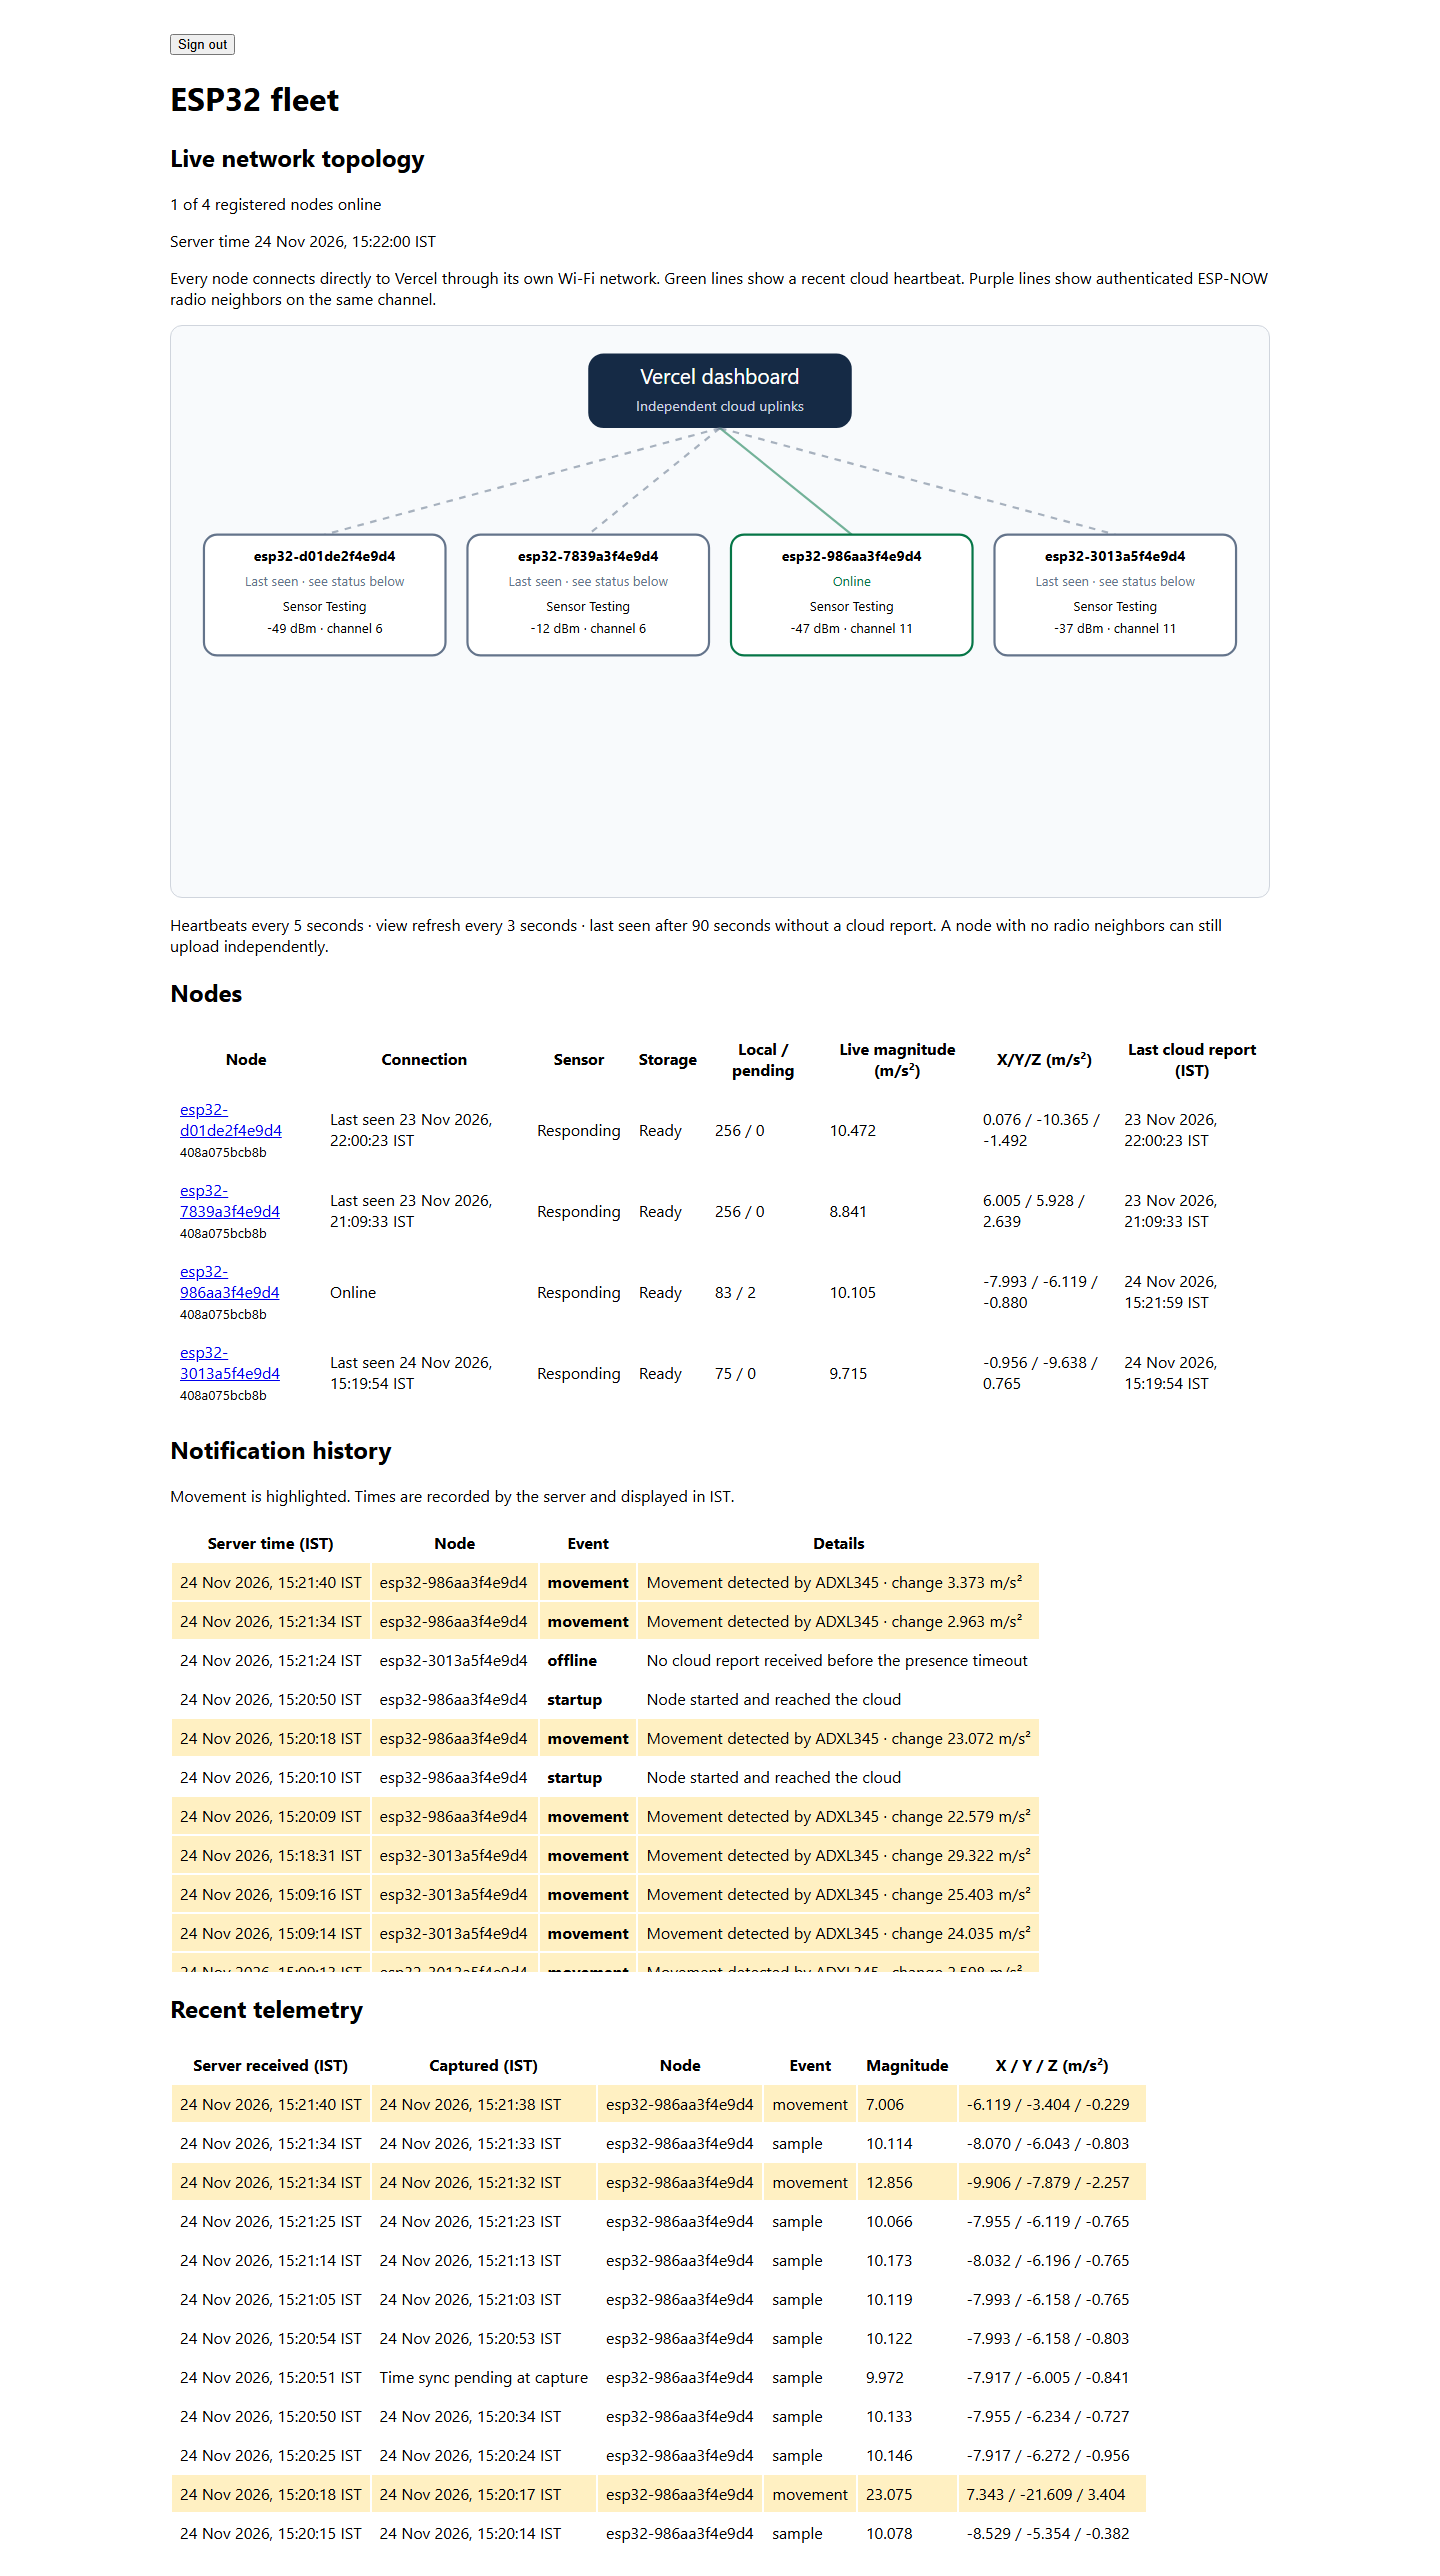 Sign out
ESP32 fleet
Live network topology
1 of 4 registered nodes online
Server time 24 Nov 2026, 15:22:00 IST
Every node connects directly to Vercel through its own Wi-Fi network. Green lines show a recent cloud heartbeat. Purple lines show authenticated ESP-NOW
radio neighbors on the same channel.
Vercel dashboard
Independent cloud uplinks
esp32-d01de2f4e9d4
Last seen · see status below
Sensor Testing
-49 dBm · channel 6
esp32-7839a3f4e9d4
Last seen · see status below
Sensor Testing
-12 dBm · channel 6
esp32-986aa3f4e9d4
Online
Sensor Testing
-47 dBm · channel 11
esp32-3013a5f4e9d4
Last seen · see status below
Sensor Testing
-37 dBm · channel 11
Heartbeats every 5 seconds · view refresh every 3 seconds · last seen after 90 seconds without a cloud report. A node with no radio neighbors can still
upload independently.
Nodes
Node Connection Sensor Storage Local / pending Live magnitude (m/s²) X/Y/Z (m/s²) Last cloud report (IST)
esp32-d01de2f4e9d4 408a075bcb8b Last seen 23 Nov 2026, 22:00:23 IST Responding Ready 256 / 0 10.472 0.076 / -10.365 / -1.492 23 Nov 2026, 22:00:23 IST
esp32-7839a3f4e9d4 408a075bcb8b Last seen 23 Nov 2026, 21:09:33 IST Responding Ready 256 / 0 8.841 6.005 / 5.928 / 2.639 23 Nov 2026, 21:09:33 IST
esp32-986aa3f4e9d4 408a075bcb8b Online Responding Ready 83 / 2 10.105 -7.993 / -6.119 / -0.880 24 Nov 2026, 15:21:59 IST
esp32-3013a5f4e9d4 408a075bcb8b Last seen 24 Nov 2026, 15:19:54 IST Responding Ready 75 / 0 9.715 -0.956 / -9.638 / 0.765 24 Nov 2026, 15:19:54 IST
Notification history
Movement is highlighted. Times are recorded by the server and displayed in IST.
Server time (IST) Node Event Details
24 Nov 2026, 15:21:40 IST esp32-986aa3f4e9d4 movement Movement detected by ADXL345 · change 3.373 m/s²
24 Nov 2026, 15:21:34 IST esp32-986aa3f4e9d4 movement Movement detected by ADXL345 · change 2.963 m/s²
24 Nov 2026, 15:21:24 IST esp32-3013a5f4e9d4 offline No cloud report received before the presence timeout
24 Nov 2026, 15:20:50 IST esp32-986aa3f4e9d4 startup Node started and reached the cloud
24 Nov 2026, 15:20:18 IST esp32-986aa3f4e9d4 movement Movement detected by ADXL345 · change 23.072 m/s²
24 Nov 2026, 15:20:10 IST esp32-986aa3f4e9d4 startup Node started and reached the cloud
24 Nov 2026, 15:20:09 IST esp32-986aa3f4e9d4 movement Movement detected by ADXL345 · change 22.579 m/s²
24 Nov 2026, 15:18:31 IST esp32-3013a5f4e9d4 movement Movement detected by ADXL345 · change 29.322 m/s²
24 Nov 2026, 15:09:16 IST esp32-3013a5f4e9d4 movement Movement detected by ADXL345 · change 25.403 m/s²
24 Nov 2026, 15:09:14 IST esp32-3013a5f4e9d4 movement Movement detected by ADXL345 · change 24.035 m/s²
Recent telemetry
Server received (IST) Captured (IST) Node Event Magnitude X / Y / Z (m/s²)
24 Nov 2026, 15:21:40 IST 24 Nov 2026, 15:21:38 IST esp32-986aa3f4e9d4 movement 7.006 -6.119 / -3.404 / -0.229
24 Nov 2026, 15:21:34 IST 24 Nov 2026, 15:21:33 IST esp32-986aa3f4e9d4 sample 10.114 -8.070 / -6.043 / -0.803
24 Nov 2026, 15:21:34 IST 24 Nov 2026, 15:21:32 IST esp32-986aa3f4e9d4 movement 12.856 -9.906 / -7.879 / -2.257
24 Nov 2026, 15:21:25 IST 24 Nov 2026, 15:21:23 IST esp32-986aa3f4e9d4 sample 10.066 -7.955 / -6.119 / -0.765
24 Nov 2026, 15:21:14 IST 24 Nov 2026, 15:21:13 IST esp32-986aa3f4e9d4 sample 10.173 -8.032 / -6.196 / -0.765
24 Nov 2026, 15:21:05 IST 24 Nov 2026, 15:21:03 IST esp32-986aa3f4e9d4 sample 10.119 -7.993 / -6.158 / -0.765
24 Nov 2026, 15:20:54 IST 24 Nov 2026, 15:20:53 IST esp32-986aa3f4e9d4 sample 10.122 -7.993 / -6.158 / -0.803
24 Nov 2026, 15:20:51 IST Time sync pending at capture esp32-986aa3f4e9d4 sample 9.972 -7.917 / -6.005 / -0.841
24 Nov 2026, 15:20:50 IST 24 Nov 2026, 15:20:34 IST esp32-986aa3f4e9d4 sample 10.133 -7.955 / -6.234 / -0.727
24 Nov 2026, 15:20:25 IST 24 Nov 2026, 15:20:24 IST esp32-986aa3f4e9d4 sample 10.146 -7.917 / -6.272 / -0.956
24 Nov 2026, 15:20:18 IST 24 Nov 2026, 15:20:17 IST esp32-986aa3f4e9d4 movement 23.075 7.343 / -21.609 / 3.404
24 Nov 2026, 15:20:15 IST 24 Nov 2026, 15:20:14 IST esp32-986aa3f4e9d4 sample 10.078 -8.529 / -5.354 / -0.382